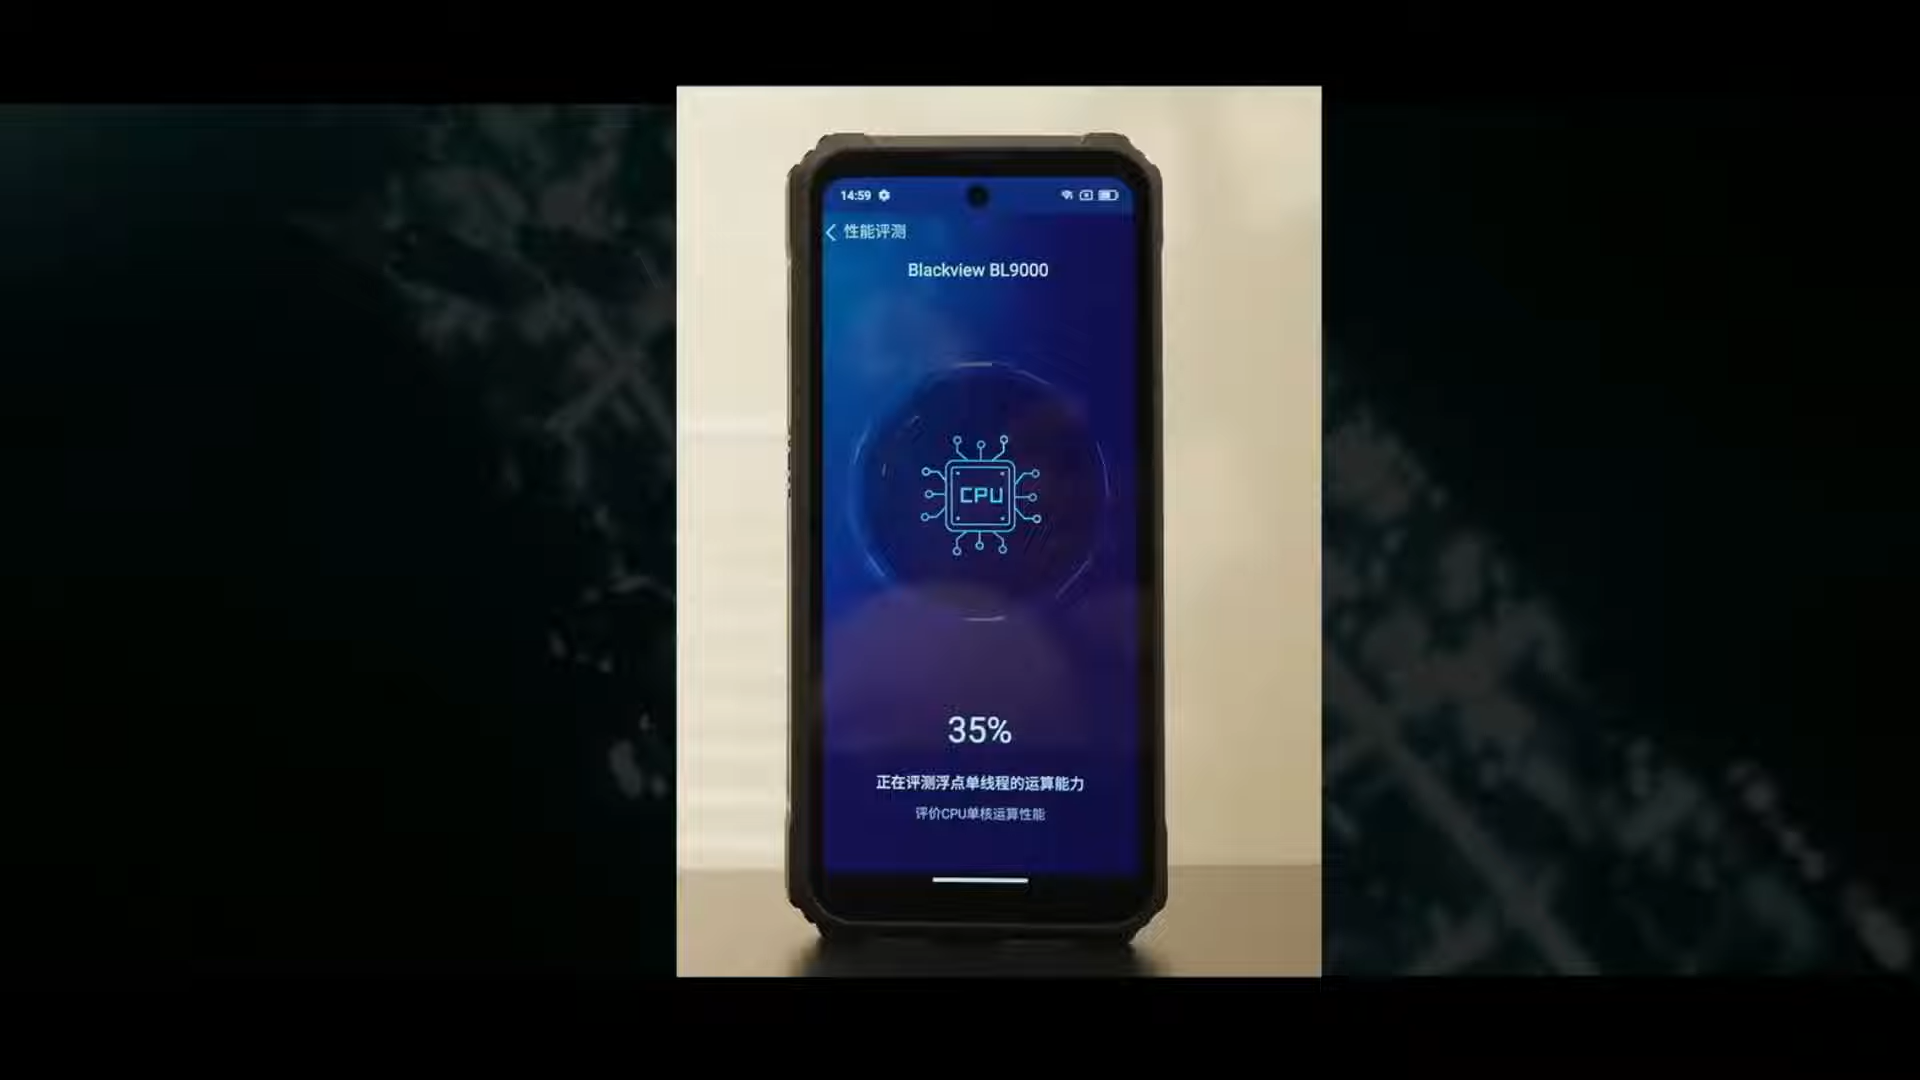 14:59
性能评测
Blackview BL9000
CPU
35%
正在评测浮点单线程的运算能力
评价CPU单核运算性能